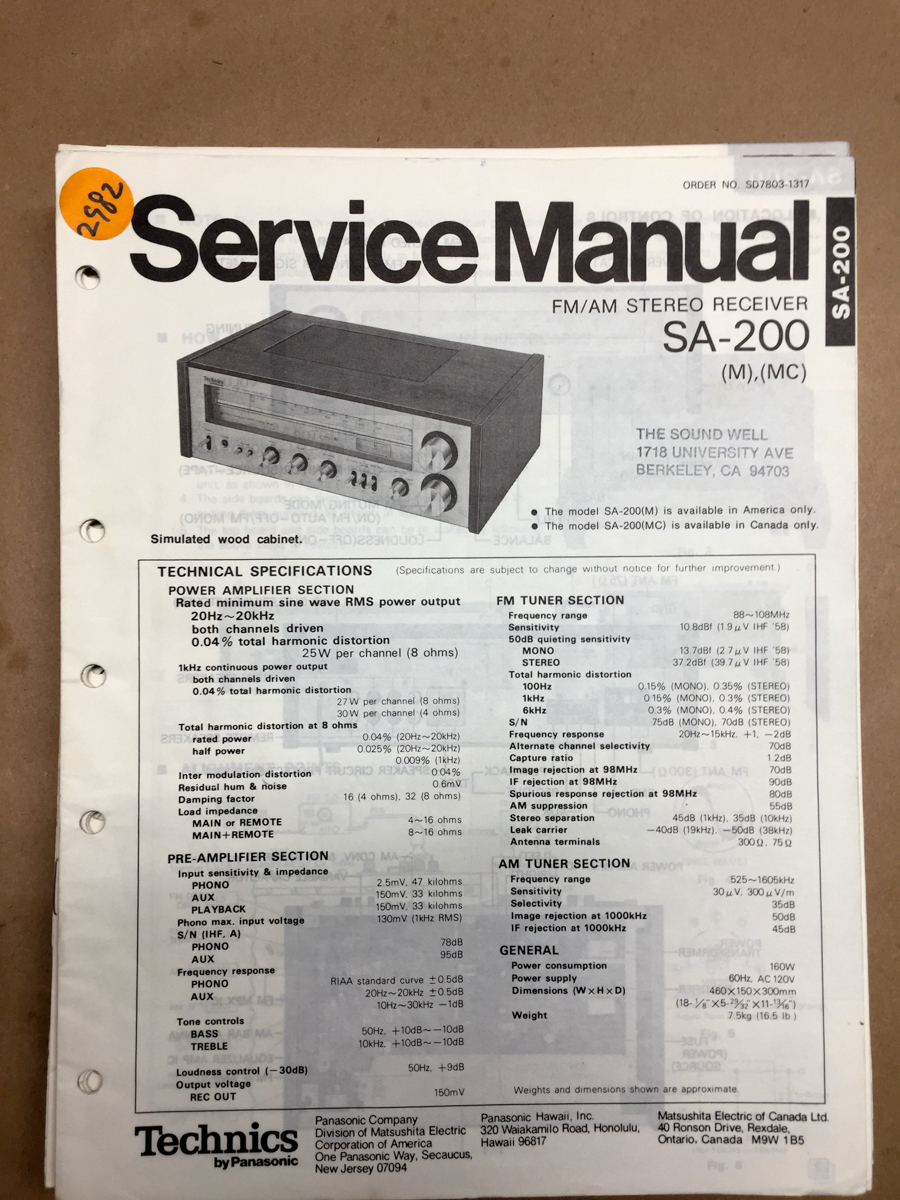 ORDER NO. SD7803-1317
2982
Service Manual
SA-200
FM/AM STEREO RECEIVER
SA-200
(M),(MC)
Technics
THE SOUND WELL
1718 UNIVERSITY AVE
BERKELEY, CA 94703
● The model SA-200(M) is available in America only.
● The model SA-200(MC) is available in Canada only.
Simulated wood cabinet.
TECHNICAL SPECIFICATIONS (Specifications are subject to change without notice for further improvement.)
POWER AMPLIFIER SECTION
Rated minimum sine wave RMS power output
20Hz~20kHz
both channels driven
0.04% total harmonic distortion
25W per channel (8 ohms)
1kHz continuous power output
both channels driven
0.04% total harmonic distortion
27W per channel (8 ohms)
30W per channel (4 ohms)
Total harmonic distortion at 8 ohms
rated power 0.04% (20Hz~20kHz)
half power 0.025% (20Hz~20kHz)
0.009% (1kHz)
Inter modulation distortion 0.04%
Residual hum & noise 0.6mV
Damping factor 16 (4 ohms), 32 (8 ohms)
Load impedance
MAIN or REMOTE 4~16 ohms
MAIN+REMOTE 8~16 ohms
PRE-AMPLIFIER SECTION
Input sensitivity & impedance
PHONO 2.5mV, 47 kilohms
AUX 150mV, 33 kilohms
PLAYBACK 150mV, 33 kilohms
Phono max. input voltage 130mV (1kHz RMS)
S/N (IHF, A)
PHONO 78dB
AUX 95dB
Frequency response
PHONO RIAA standard curve ±0.5dB
AUX 20Hz~20kHz ±0.5dB
10Hz~30kHz −1dB
Tone controls
BASS 50Hz, +10dB~−10dB
TREBLE 10kHz, +10dB~−10dB
Loudness control (−30dB) 50Hz, +9dB
Output voltage
REC OUT 150mV
FM TUNER SECTION
Frequency range 88~108MHz
Sensitivity 10.8dBf (1.9μV IHF '58)
50dB quieting sensitivity
MONO 13.7dBf (2.7μV IHF '58)
STEREO 37.2dBf (39.7μV IHF '58)
Total harmonic distortion
100Hz 0.15% (MONO), 0.35% (STEREO)
1kHz 0.15% (MONO), 0.3% (STEREO)
6kHz 0.3% (MONO), 0.4% (STEREO)
S/N 75dB (MONO), 70dB (STEREO)
Frequency response 20Hz~15kHz, +1, −2dB
Alternate channel selectivity 70dB
Capture ratio 1.2dB
Image rejection at 98MHz 70dB
IF rejection at 98MHz 90dB
Spurious response rejection at 98MHz 80dB
AM suppression 55dB
Stereo separation 45dB (1kHz), 35dB (10kHz)
Leak carrier −40dB (19kHz), −50dB (38kHz)
Antenna terminals 300Ω, 75Ω
AM TUNER SECTION
Frequency range 525~1605kHz
Sensitivity 30μV, 300μV/m
Selectivity 35dB
Image rejection at 1000kHz 50dB
IF rejection at 1000kHz 45dB
GENERAL
Power consumption 160W
Power supply 60Hz, AC 120V
Dimensions (W×H×D) 460×150×300mm
(18-1/8"×5-29/32"×11-13/16")
Weight 7.5kg (16.5 lb.)
Weights and dimensions shown are approximate.
Technics
by Panasonic
Panasonic Company
Division of Matsushita Electric
Corporation of America
One Panasonic Way, Secaucus,
New Jersey 07094
Panasonic Hawaii, Inc.
320 Waiakamilo Road, Honolulu,
Hawaii 96817
Matsushita Electric of Canada Ltd.
40 Ronson Drive, Rexdale,
Ontario, Canada M9W 1B5